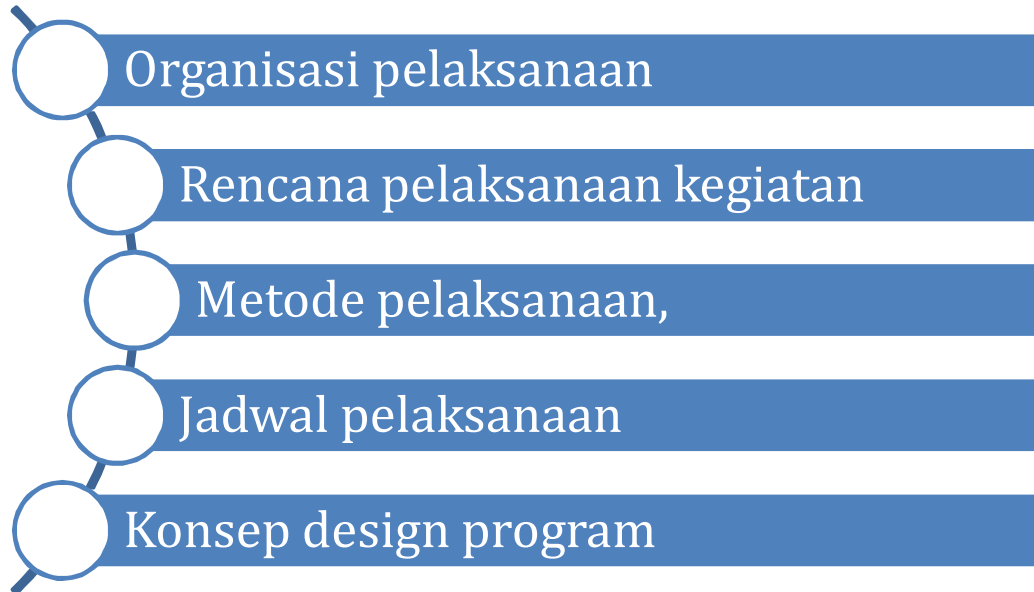 Organisasi pelaksanaan
Rencana pelaksanaan kegiatan
Metode pelaksanaan,
Jadwal pelaksanaan
Konsep design program